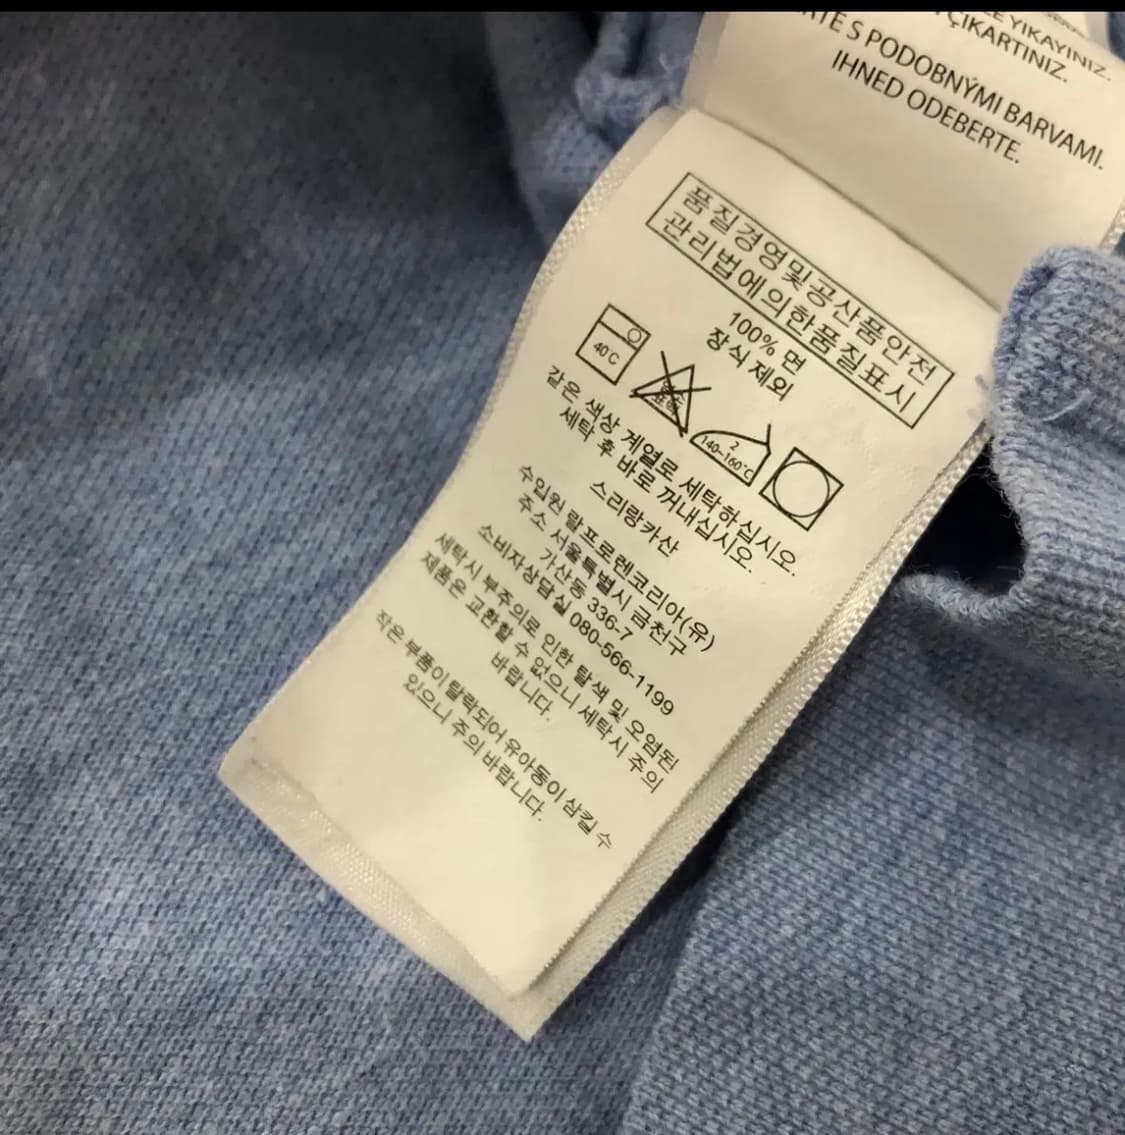 YIKAYINIZ.
ÇIKARTINIZ.
S PODOBNÝMI BARVAMI.
IHNED ODEBERTE.
품질경영및공산품안전
관리법에의한품질표시
100% 면
장식제외
40°C
2
140~160°C
같은 색상 계열로 세탁하십시오.
세탁 후 바로 꺼내십시오.
스리랑카산
수입원 랄프로렌코리아(유)
주소 서울특별시 금천구
가산동 336-7
소비자상담실 080-566-1199
세탁시 부주의로 인한 탈색 및 오염된
제품은 교환할 수 없으니 세탁시 주의
바랍니다.
작은 부품이 탈락되어 유아동이 삼킬 수
있으니 주의 바랍니다.